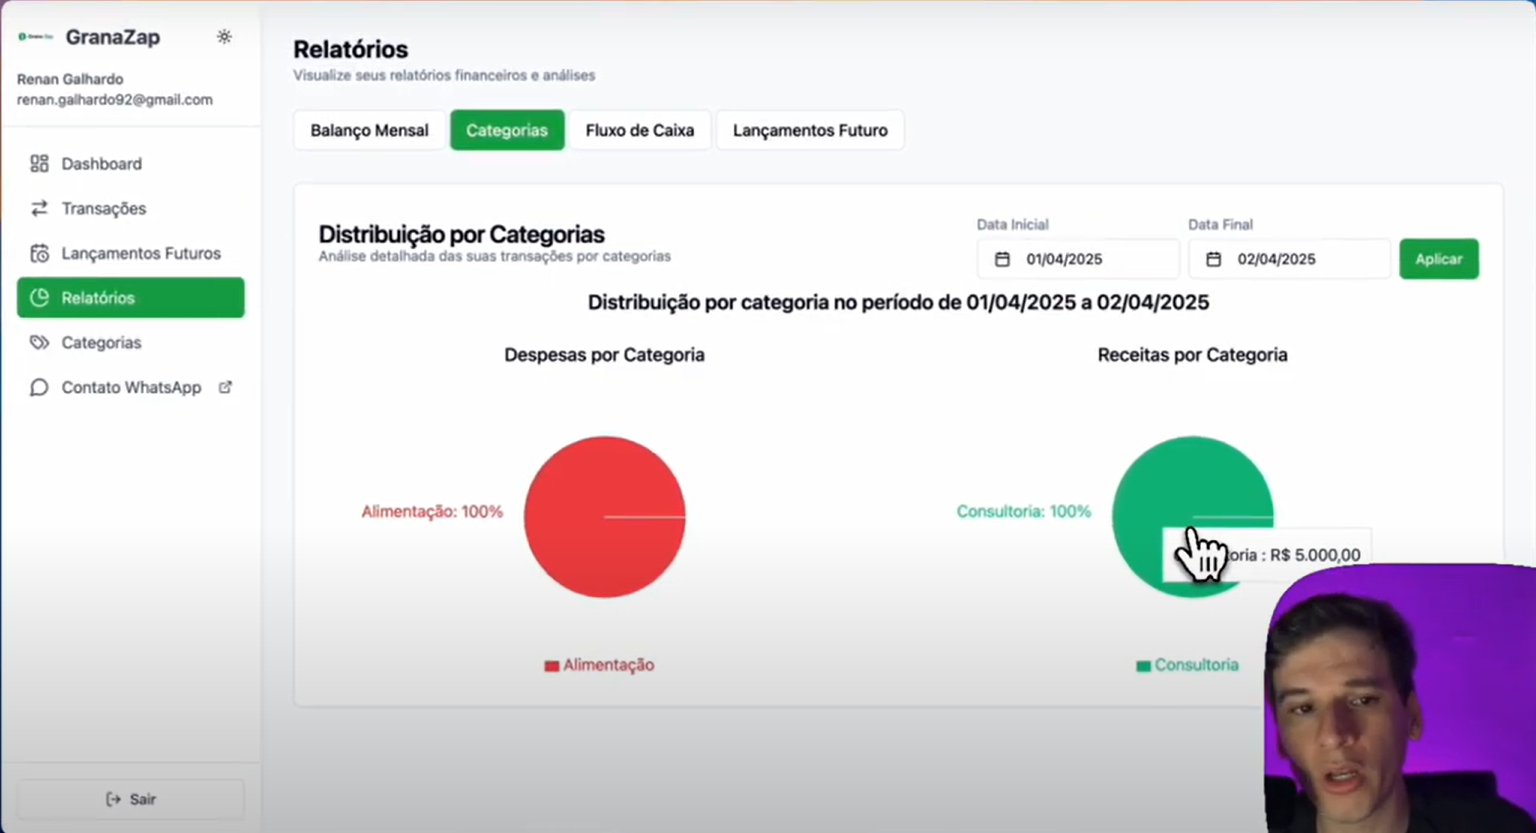 GranaZap
Renan Galhardo
renan.galhardo92@gmail.com
Dashboard
Transações
Lançamentos Futuros
Relatórios
Categorias
Contato WhatsApp
Sair
Relatórios
Visualize seus relatórios financeiros e análises
Balanço Mensal
Categorias
Fluxo de Caixa
Lançamentos Futuro
Distribuição por Categorias
Análise detalhada das suas transações por categorias
Data Inicial
01/04/2025
Data Final
02/04/2025
Aplicar
Distribuição por categoria no período de 01/04/2025 a 02/04/2025
Despesas por Categoria
Alimentação: 100%
Alimentação
Receitas por Categoria
Consultoria: 100%
oria : R$ 5.000,00
Consultoria